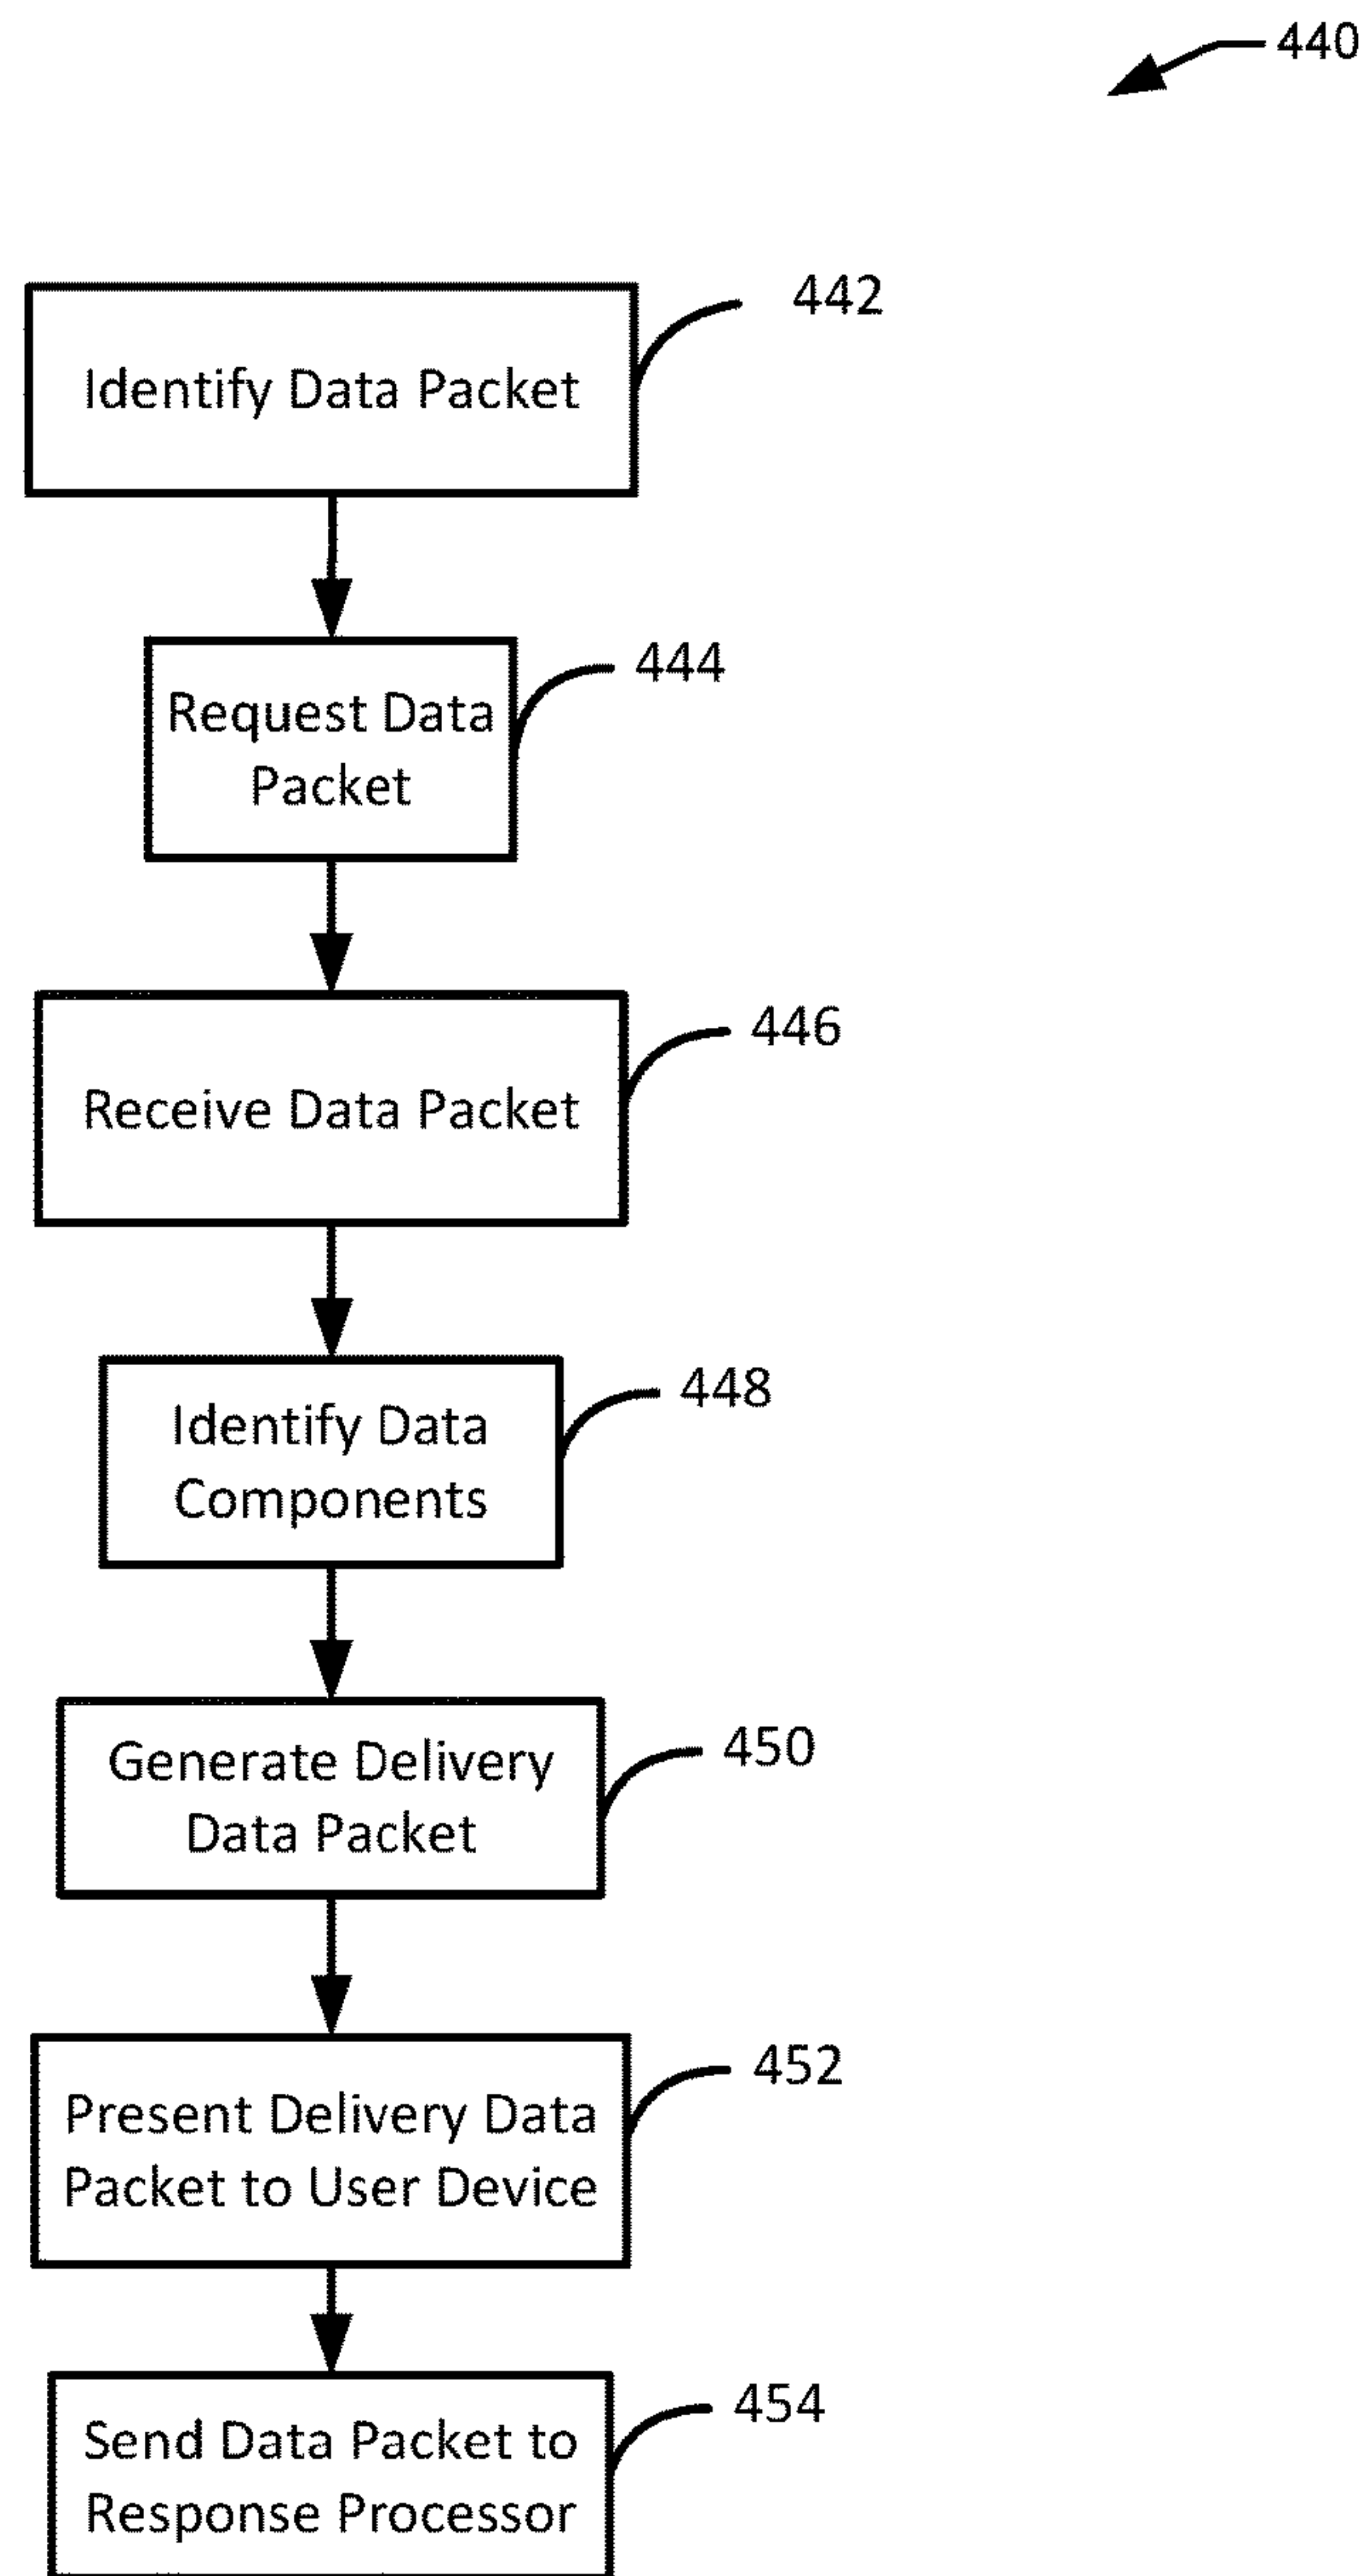 440
442
Identify Data Packet
444
Request Data
Packet
446
Receive Data Packet
448
Identify Data
Components
450
Generate Delivery
Data Packet
452
Present Delivery Data
Packet to User Device
454
Send Data Packet to
Response Processor